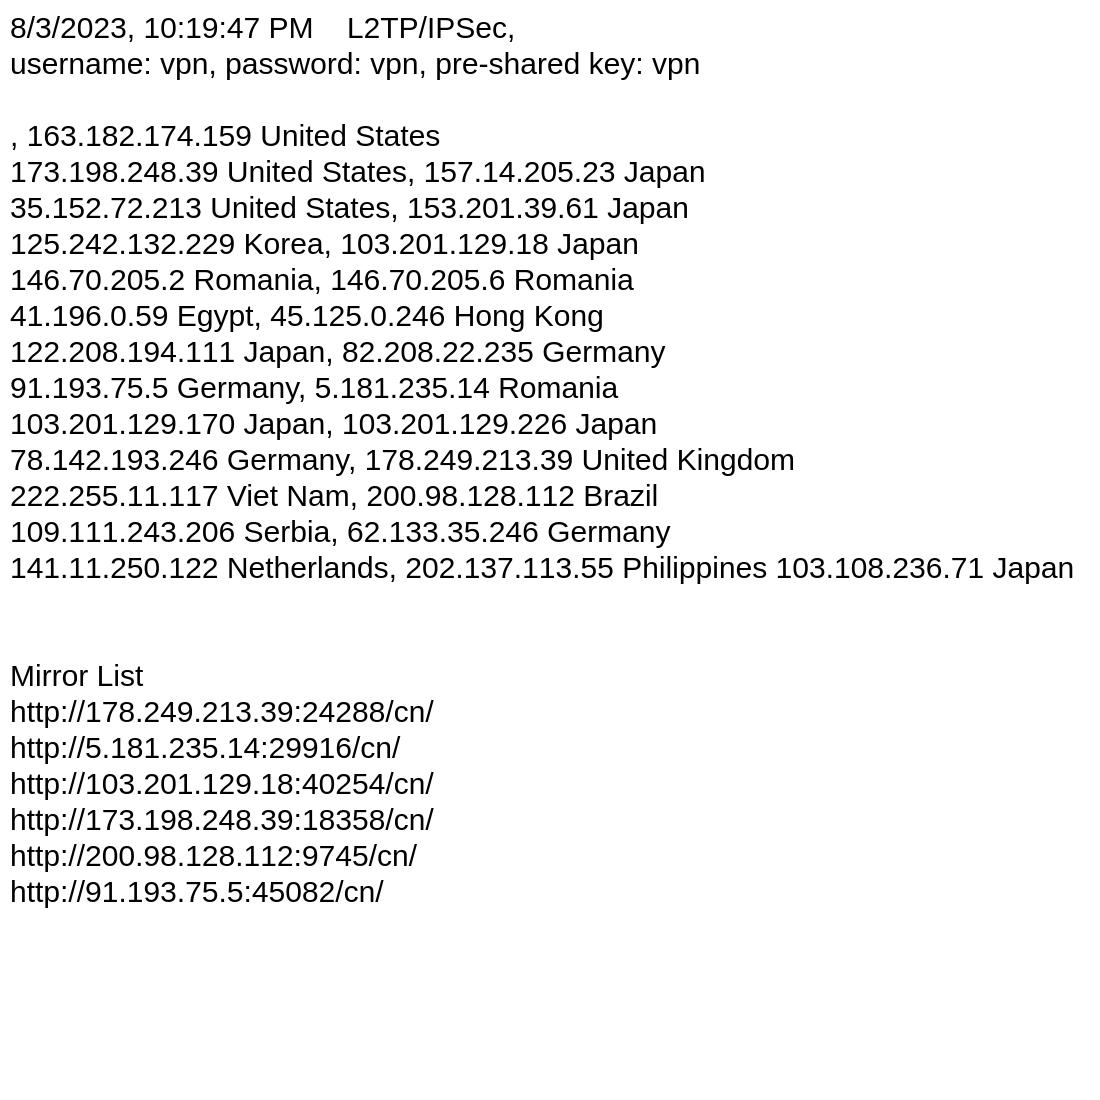 8/3/2023, 10:19:47 PM    L2TP/IPSec,
username: vpn, password: vpn, pre-shared key: vpn
, 163.182.174.159 United States
173.198.248.39 United States, 157.14.205.23 Japan
35.152.72.213 United States, 153.201.39.61 Japan
125.242.132.229 Korea, 103.201.129.18 Japan
146.70.205.2 Romania, 146.70.205.6 Romania
41.196.0.59 Egypt, 45.125.0.246 Hong Kong
122.208.194.111 Japan, 82.208.22.235 Germany
91.193.75.5 Germany, 5.181.235.14 Romania
103.201.129.170 Japan, 103.201.129.226 Japan
78.142.193.246 Germany, 178.249.213.39 United Kingdom
222.255.11.117 Viet Nam, 200.98.128.112 Brazil
109.111.243.206 Serbia, 62.133.35.246 Germany
141.11.250.122 Netherlands, 202.137.113.55 Philippines 103.108.236.71 Japan
Mirror List
http://178.249.213.39:24288/cn/
http://5.181.235.14:29916/cn/
http://103.201.129.18:40254/cn/
http://173.198.248.39:18358/cn/
http://200.98.128.112:9745/cn/
http://91.193.75.5:45082/cn/